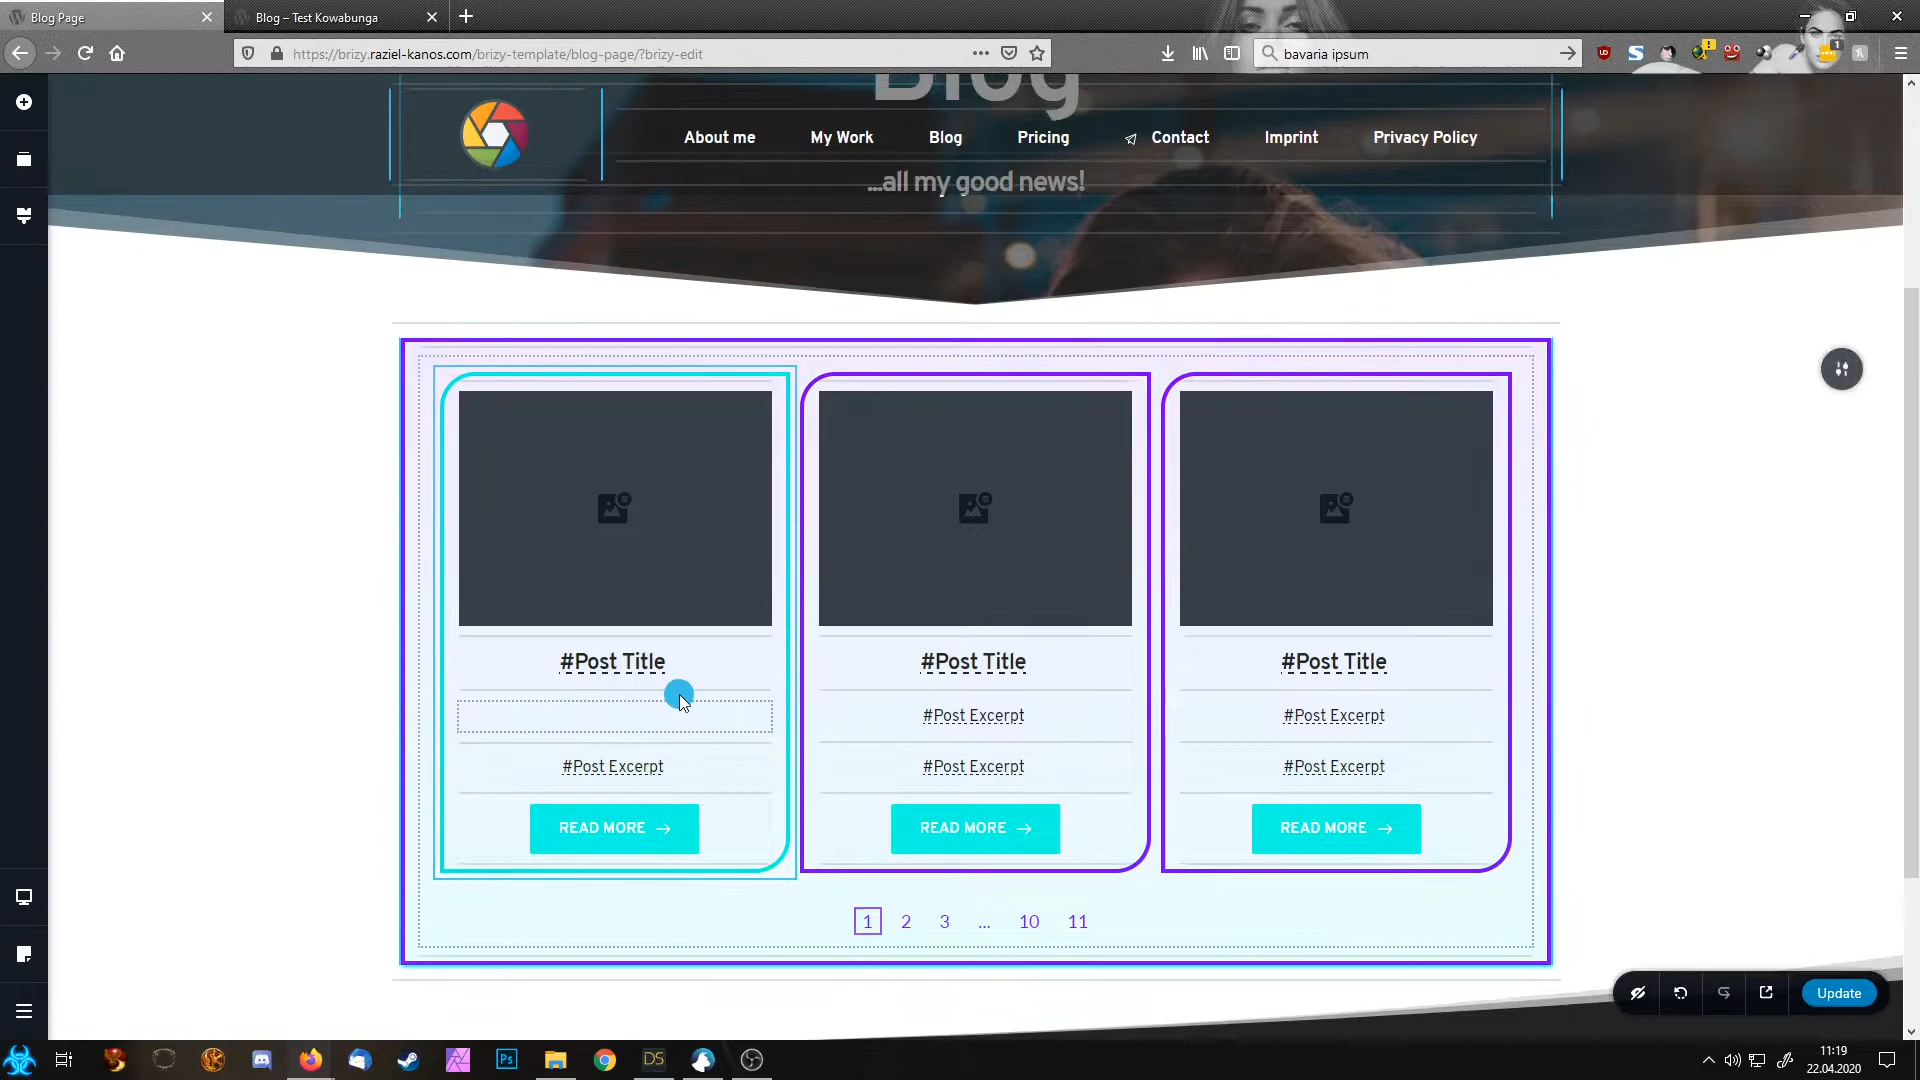 Blog Page
Blog – Test Kowabunga
https://brizy.raziel-kanos.com/brizy-template/blog-page/?brizy-edit
bavaria ipsum
Blog
About me
My Work
Blog
Pricing
Contact
Imprint
Privacy Policy
...all my good news!
#Post Title
#Post Title
#Post Title
#Post Excerpt
#Post Excerpt
#Post Excerpt
#Post Excerpt
#Post Excerpt
READ MORE →
READ MORE →
READ MORE →
1 2 3 ... 10 11
Update
Ps
DS
11:19
22.04.2020